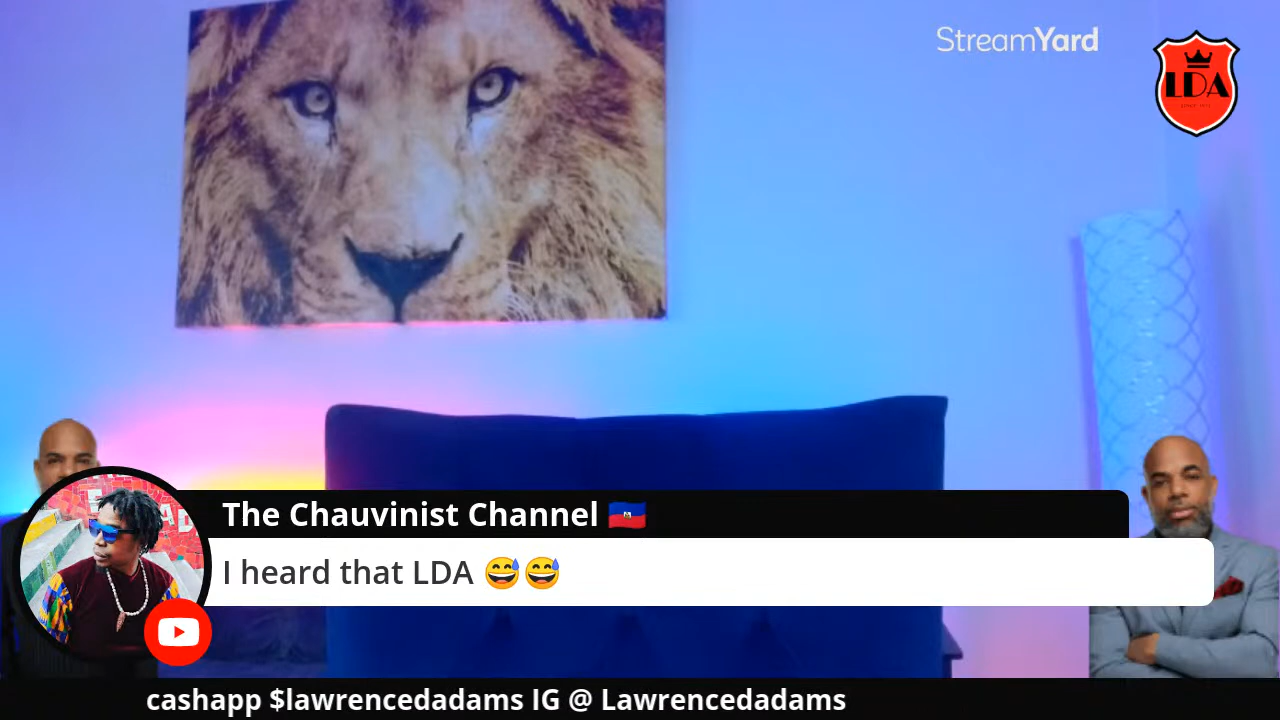 StreamYard
LDA
The Chauvinist Channel 🇭🇹
I heard that LDA 😅😅
cashapp $lawrencedadams IG @ Lawrencedadams